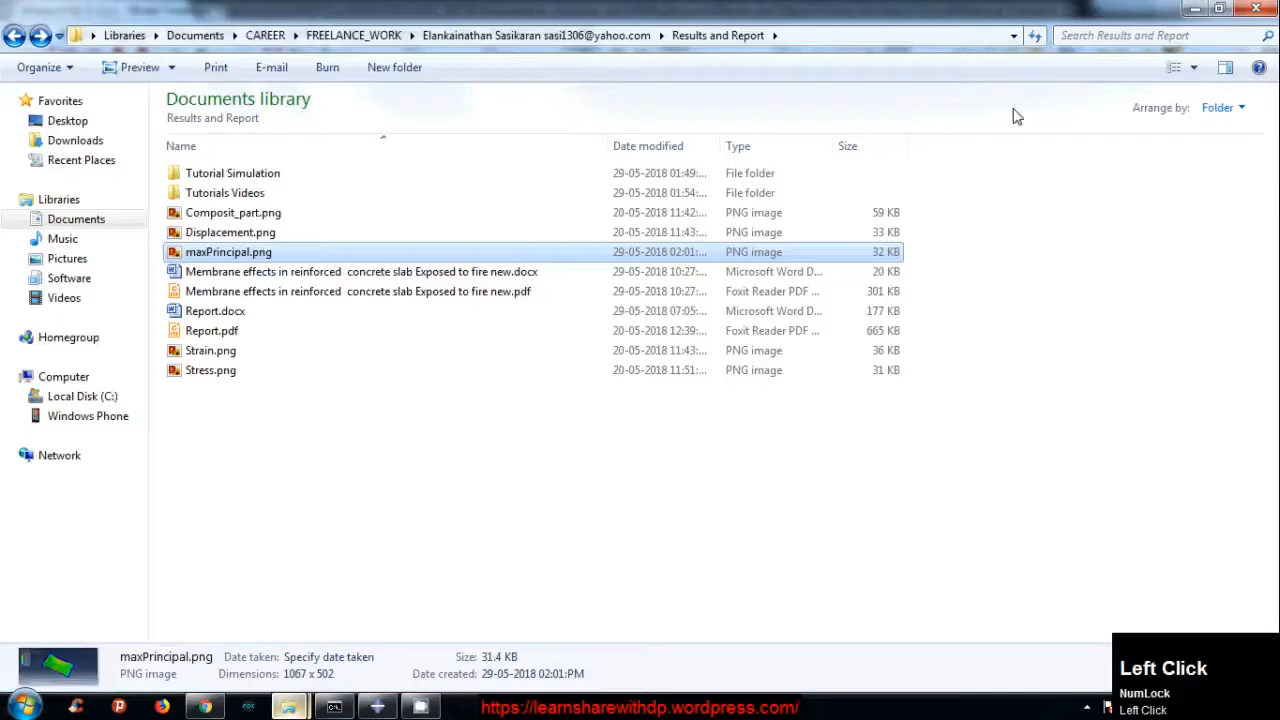 Libraries Documents CAREER FREELANCE_WORK Elankainathan Sasikaran sasi1306@yahoo.com Results and Report Search Results and Report
Organize Preview Print E-mail Burn New folder
Documents library
Results and Report
Arrange by: Folder
Name Date modified Type Size
Favorites
Desktop
Downloads
Recent Places
Libraries
Documents
Music
Pictures
Software
Videos
Homegroup
Computer
Local Disk (C:)
Windows Phone
Network
Tutorial Simulation 29-05-2018 01:49:... File folder
Tutorials Videos 29-05-2018 01:54:... File folder
Composit_part.png 20-05-2018 11:42:... PNG image 59 KB
Displacement.png 20-05-2018 11:43:... PNG image 33 KB
maxPrincipal.png 29-05-2018 02:01:... PNG image 32 KB
Membrane effects in reinforced concrete slab Exposed to fire new.docx 29-05-2018 10:27:... Microsoft Word D... 20 KB
Membrane effects in reinforced concrete slab Exposed to fire new.pdf 29-05-2018 10:27:... Foxit Reader PDF ... 301 KB
Report.docx 29-05-2018 07:05:... Microsoft Word D... 177 KB
Report.pdf 20-05-2018 12:39:... Foxit Reader PDF ... 665 KB
Strain.png 20-05-2018 11:43:... PNG image 36 KB
Stress.png 20-05-2018 11:51:... PNG image 31 KB
maxPrincipal.png Date taken: Specify date taken Size: 31.4 KB
PNG image Dimensions: 1067 x 502 Date created: 29-05-2018 02:01:PM
Left Click
NumLock
Left Click
https://learnsharewithdp.wordpress.com/